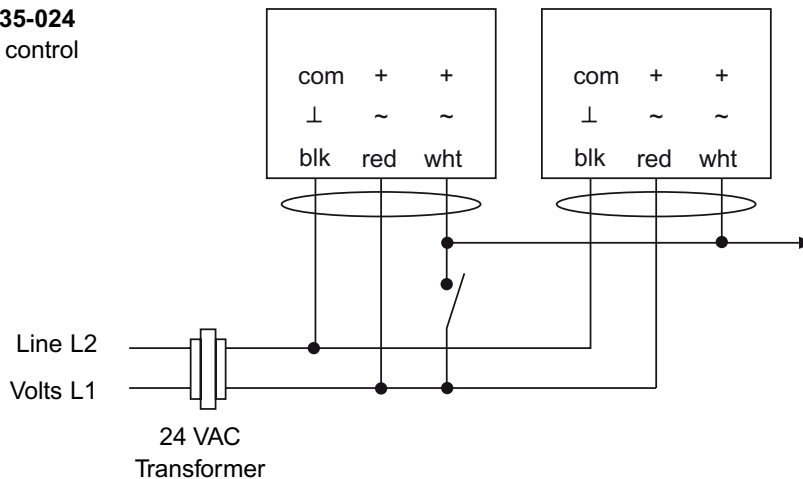 35-024
control
com + +
⊥ ~ ~
blk red wht
com + +
⊥ ~ ~
blk red wht
Line L2
Volts L1
24 VAC
Transformer